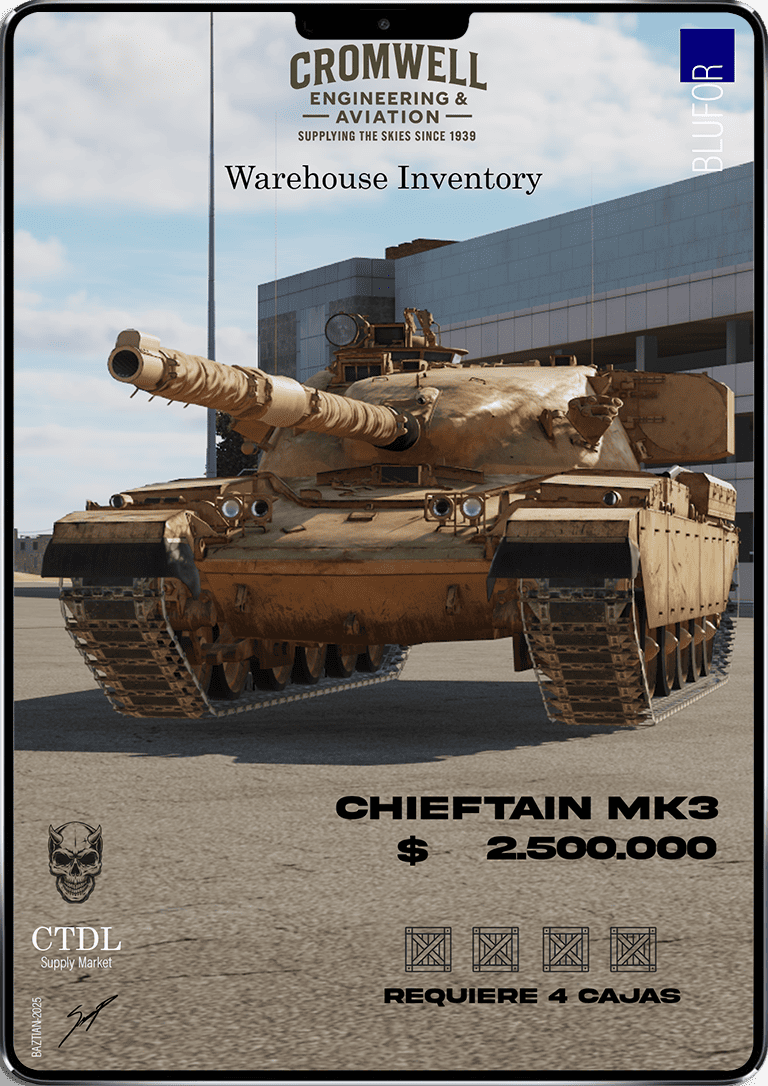 CROMWELL
ENGINEERING &
AVIATION
SUPPLYING THE SKIES SINCE 1939
BLUFOR
Warehouse Inventory
CHIEFTAIN MK3
$ 2.500.000
CTDL
Supply Market
REQUIERE 4 CAJAS
BAZTIAN-2025